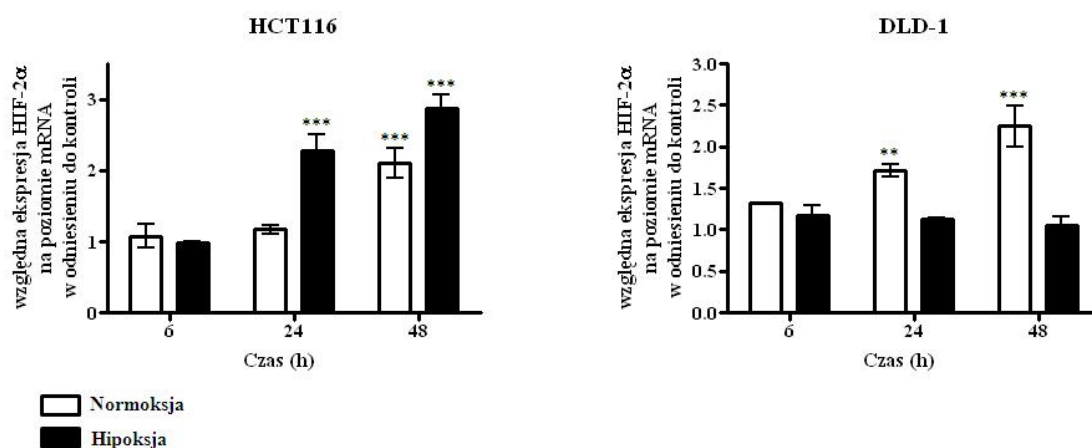 HCT116
względna ekspresja HIF-2α
na poziomie mRNA
w odniesieniu do kontroli
3
2
1
0
***
***
***
6
24
48
Czas (h)
DLD-1
względna ekspresja HIF-2α
na poziomie mRNA
w odniesieniu do kontroli
3.0
2.5
2.0
1.5
1.0
0.5
0.0
**
***
6
24
48
Czas (h)
Normoksja
Hipoksja